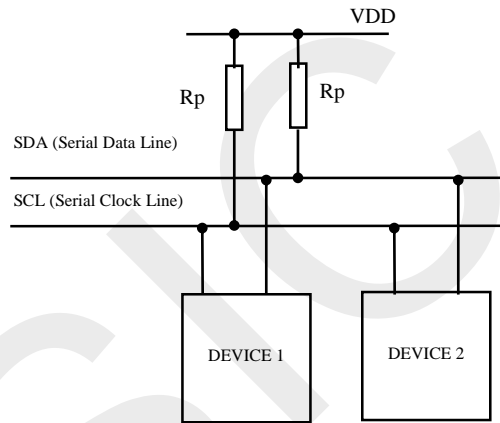 VDD
Rp
Rp
SDA (Serial Data Line)
SCL (Serial Clock Line)
DEVICE 1
DEVICE 2